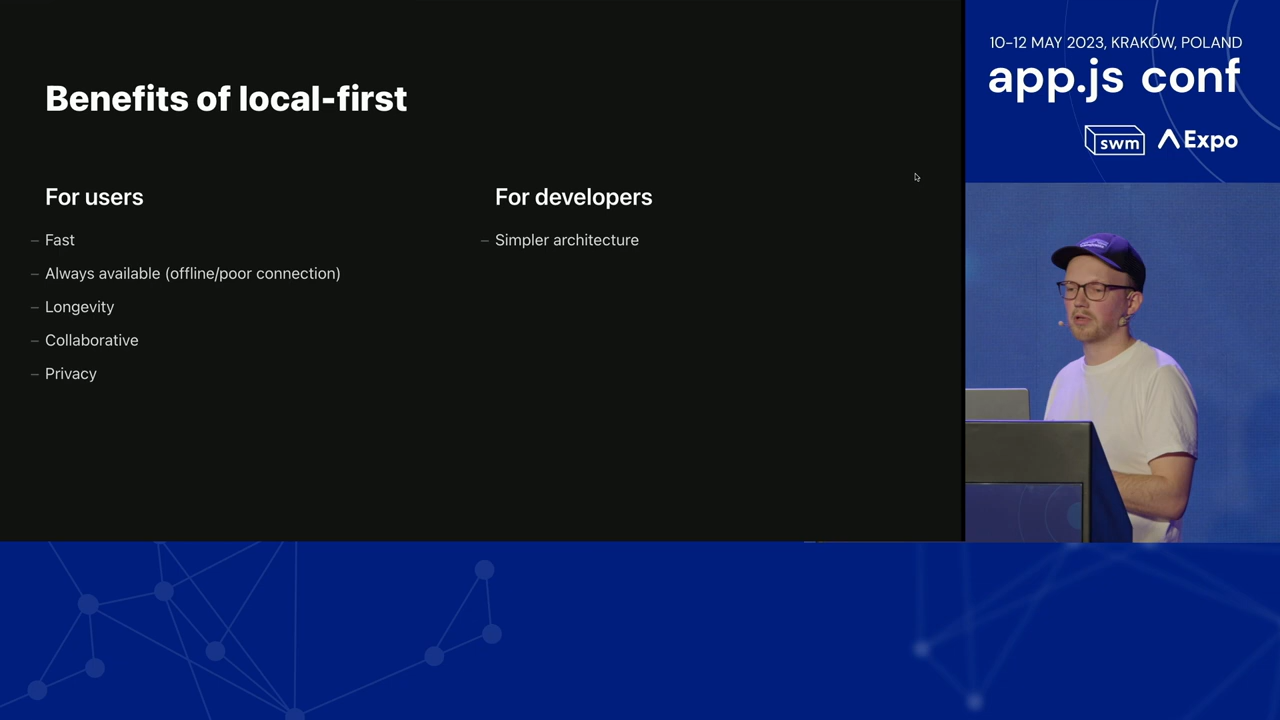 Benefits of local-first
For users
– Fast
– Always available (offline/poor connection)
– Longevity
– Collaborative
– Privacy
For developers
– Simpler architecture
10–12 MAY 2023, KRAKÓW, POLAND
app.js conf
swm
Expo